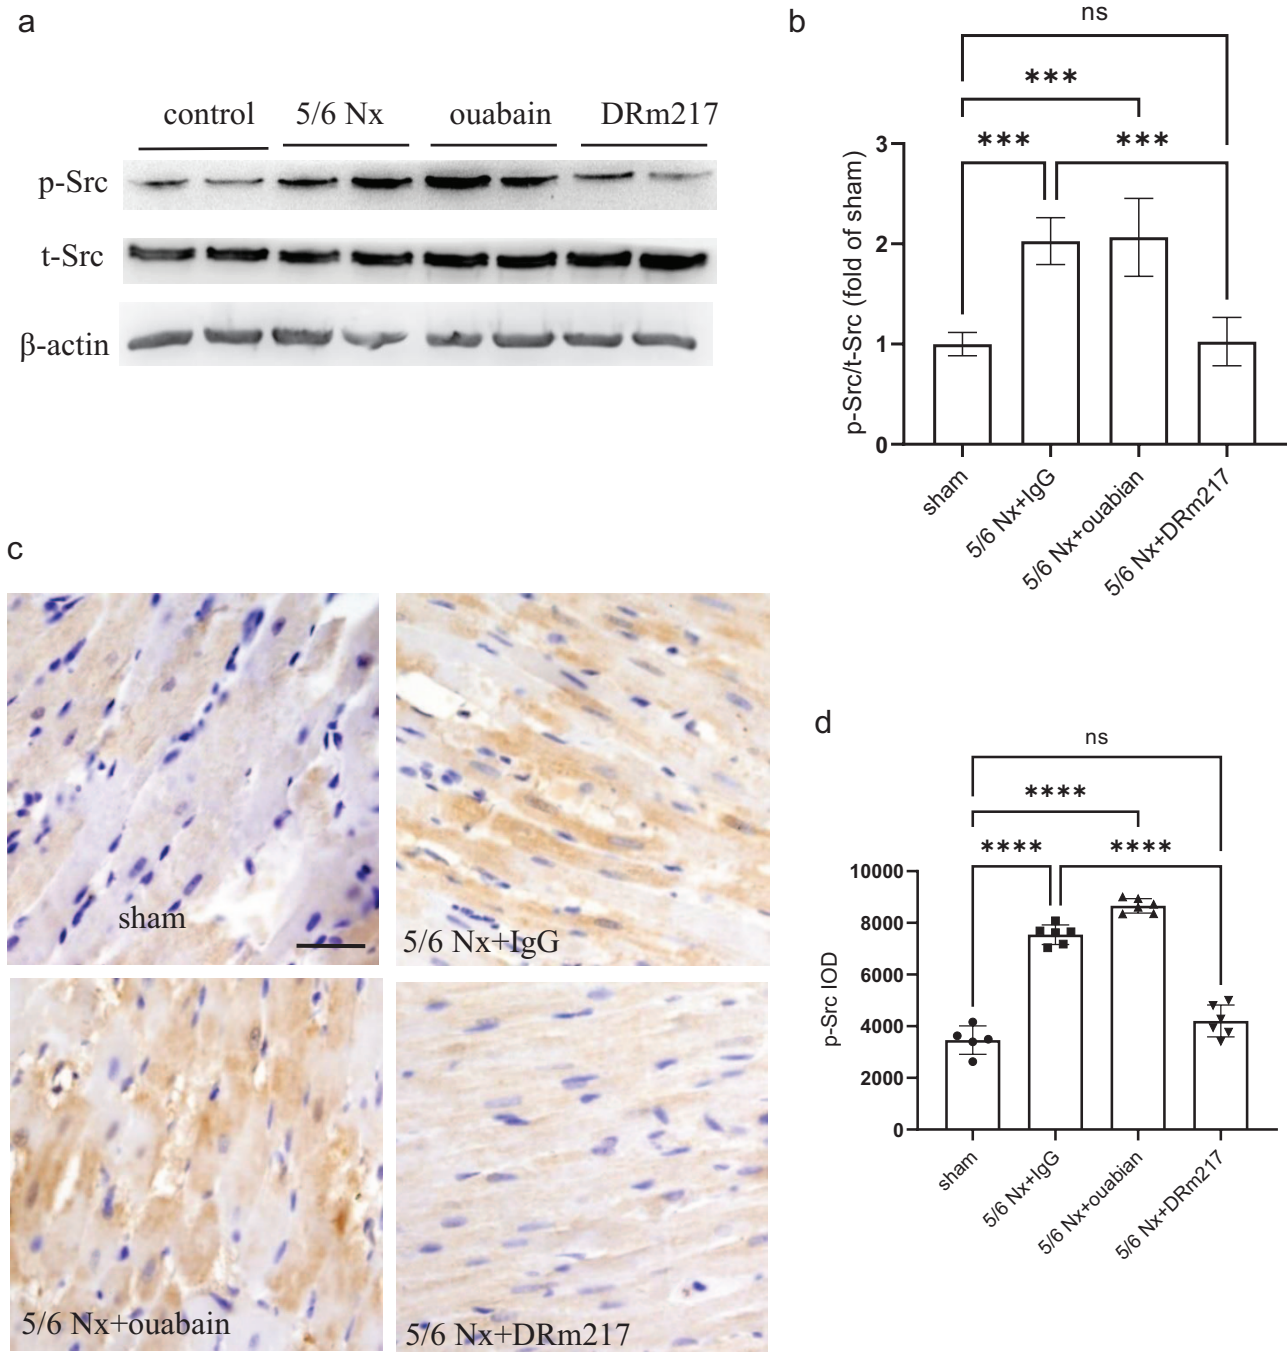 a
control 5/6 Nx ouabain DRm217
p-Src
t-Src
β-actin
b
ns
***
*** ***
p-Src/t-Src (fold of sham)
3
2
1
0
sham
5/6 Nx+IgG
5/6 Nx+ouabian
5/6 Nx+DRm217
c
sham
5/6 Nx+IgG
5/6 Nx+ouabain
5/6 Nx+DRm217
d
ns
****
**** ****
p-Src IOD
10000
8000
6000
4000
2000
0
sham
5/6 Nx+IgG
5/6 Nx+ouabian
5/6 Nx+DRm217